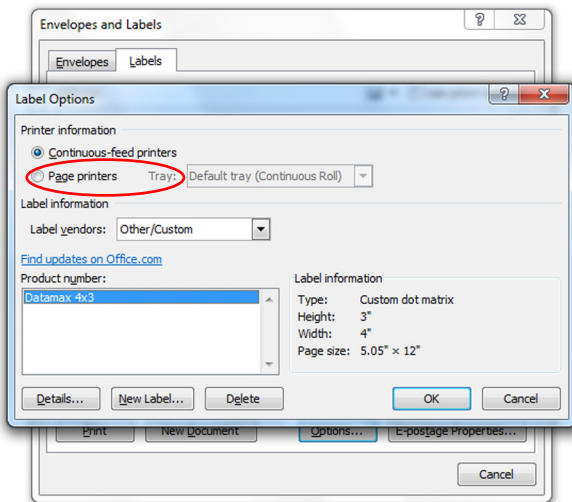 Envelopes and Labels
Envelopes Labels
Label Options
Printer information
Continuous-feed printers
Page printers Tray: Default tray (Continuous Roll)
Label information
Label vendors: Other/Custom
Find updates on Office.com
Product number:
Datamax 4x3
Label information
Type: Custom dot matrix
Height: 3"
Width: 4"
Page size: 5.05" × 12"
Details... New Label... Delete OK Cancel
Print New Document Options... E-postage Properties...
Cancel